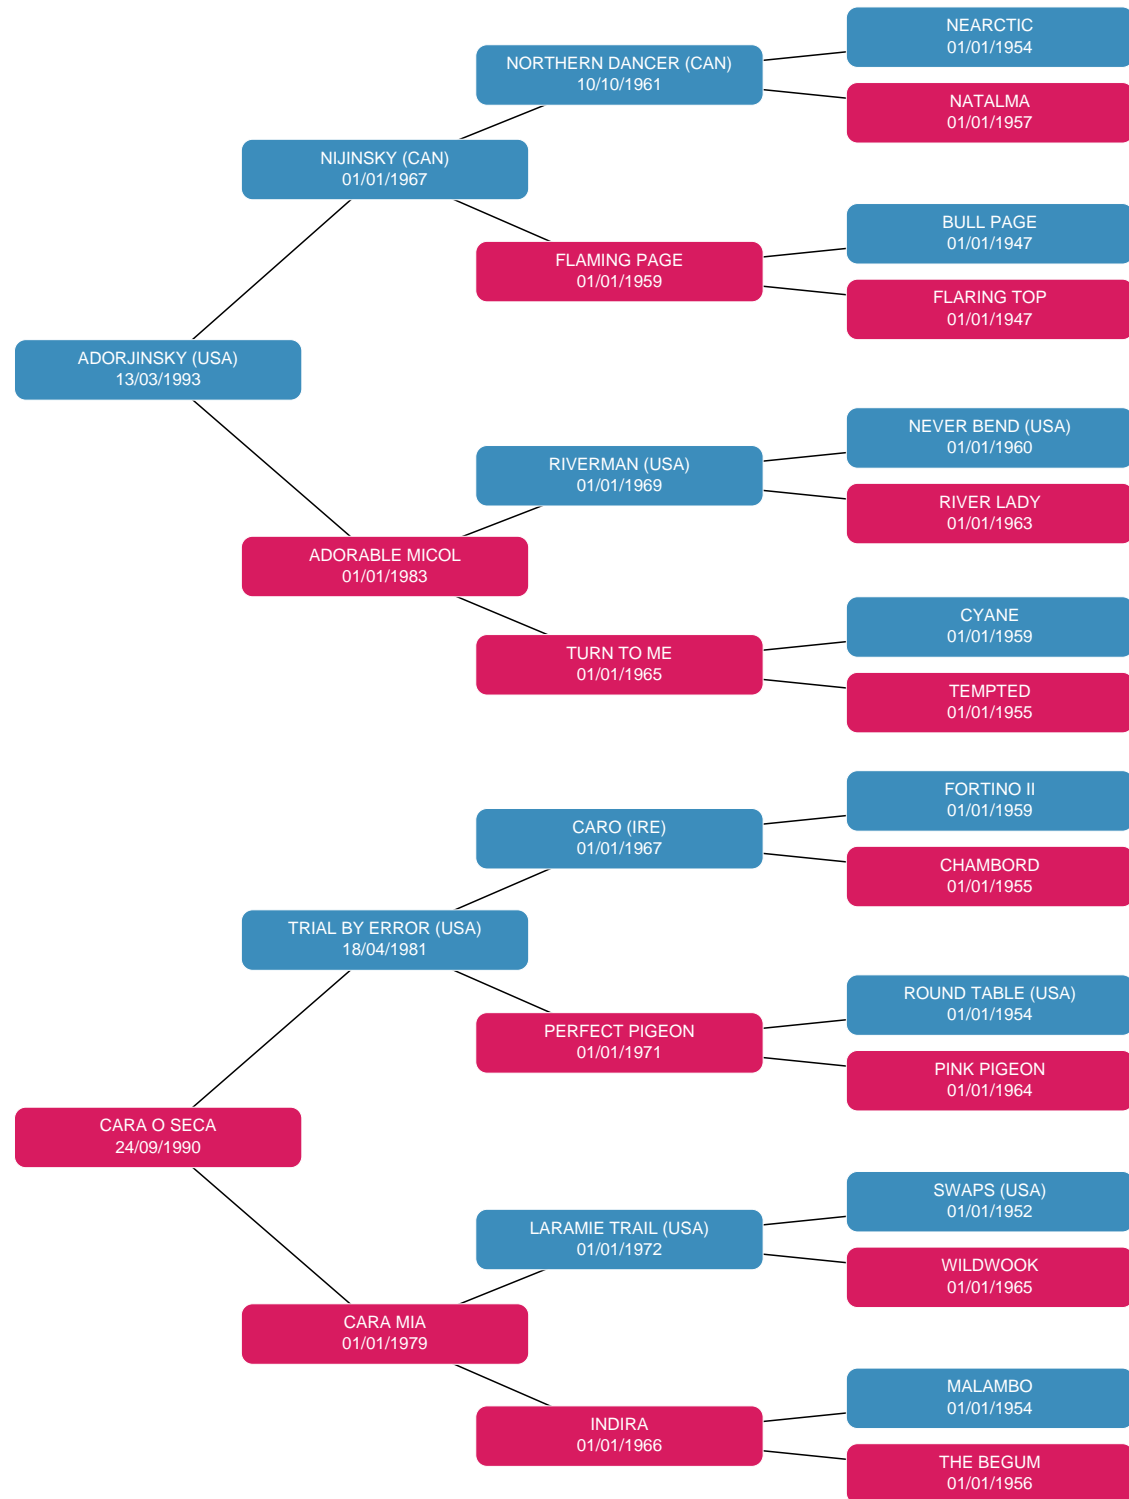 NEARCTIC
01/01/1954
NORTHERN DANCER (CAN)
10/10/1961
NATALMA
01/01/1957
NIJINSKY (CAN)
01/01/1967
BULL PAGE
01/01/1947
FLAMING PAGE
01/01/1959
FLARING TOP
01/01/1947
ADORJINSKY (USA)
13/03/1993
NEVER BEND (USA)
01/01/1960
RIVERMAN (USA)
01/01/1969
RIVER LADY
01/01/1963
ADORABLE MICOL
01/01/1983
CYANE
01/01/1959
TURN TO ME
01/01/1965
TEMPTED
01/01/1955
FORTINO II
01/01/1959
CARO (IRE)
01/01/1967
CHAMBORD
01/01/1955
TRIAL BY ERROR (USA)
18/04/1981
ROUND TABLE (USA)
01/01/1954
PERFECT PIGEON
01/01/1971
PINK PIGEON
01/01/1964
CARA O SECA
24/09/1990
SWAPS (USA)
01/01/1952
LARAMIE TRAIL (USA)
01/01/1972
WILDWOOK
01/01/1965
CARA MIA
01/01/1979
MALAMBO
01/01/1954
INDIRA
01/01/1966
THE BEGUM
01/01/1956